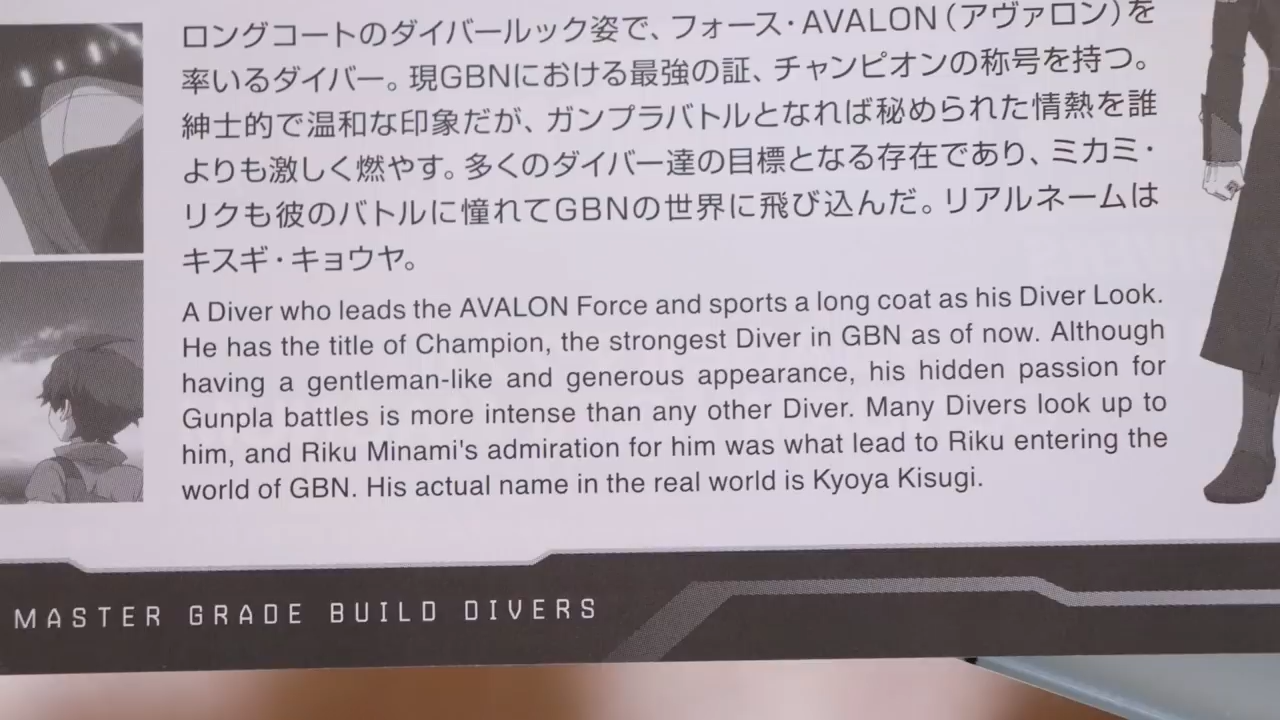 ロングコートのダイバールック姿で、フォース・AVALON（アヴァロン）を
率いるダイバー。現GBNにおける最強の証、チャンピオンの称号を持つ。
紳士的で温和な印象だが、ガンプラバトルとなれば秘められた情熱を誰
よりも激しく燃やす。多くのダイバー達の目標となる存在であり、ミカミ・
リクも彼のバトルに憧れてGBNの世界に飛び込んだ。リアルネームは
キスギ・キョウヤ。
A Diver who leads the AVALON Force and sports a long coat as his Diver Look.
He has the title of Champion, the strongest Diver in GBN as of now. Although
having a gentleman-like and generous appearance, his hidden passion for
Gunpla battles is more intense than any other Diver. Many Divers look up to
him, and Riku Minami's admiration for him was what lead to Riku entering the
world of GBN. His actual name in the real world is Kyoya Kisugi.
MASTER GRADE BUILD DIVERS